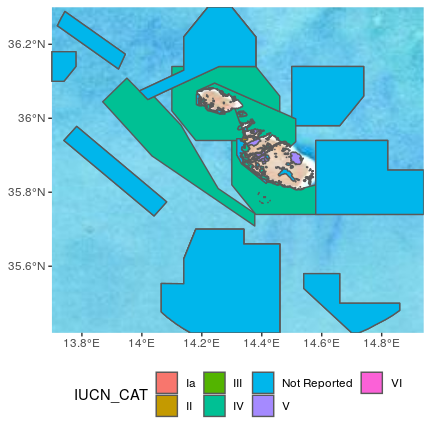 36.2°N
36°N
35.8°N
35.6°N
13.8°E 14°E 14.2°E 14.4°E 14.6°E 14.8°E
IUCN_CAT Ia III Not Reported VI
II IV V